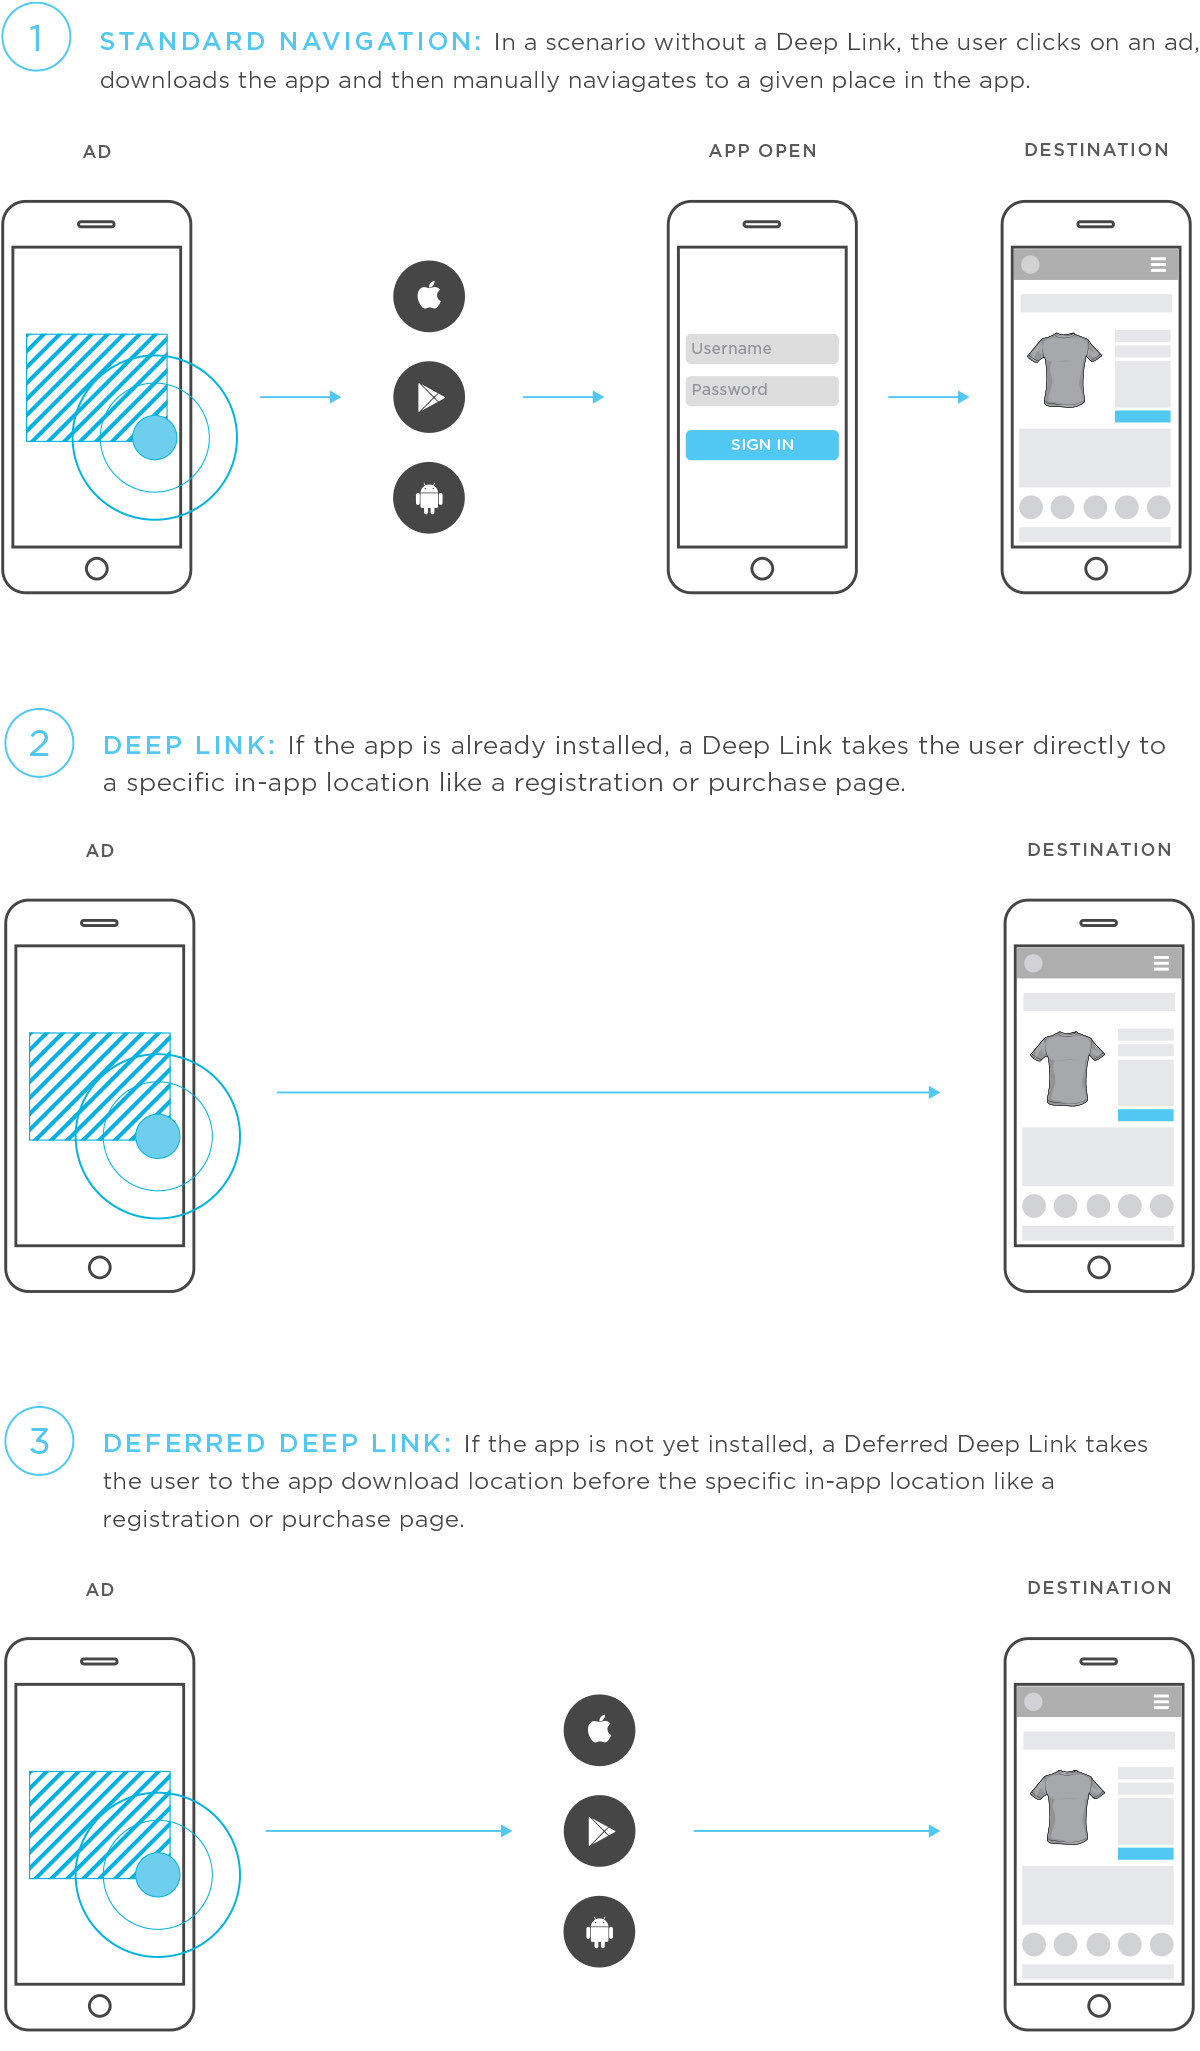 1
STANDARD NAVIGATION: In a scenario without a Deep Link, the user clicks on an ad,
downloads the app and then manually naviagates to a given place in the app.
AD
APP OPEN
DESTINATION
Username
Password
SIGN IN
2
DEEP LINK: If the app is already installed, a Deep Link takes the user directly to
a specific in-app location like a registration or purchase page.
AD
DESTINATION
3
DEFERRED DEEP LINK: If the app is not yet installed, a Deferred Deep Link takes
the user to the app download location before the specific in-app location like a
registration or purchase page.
AD
DESTINATION